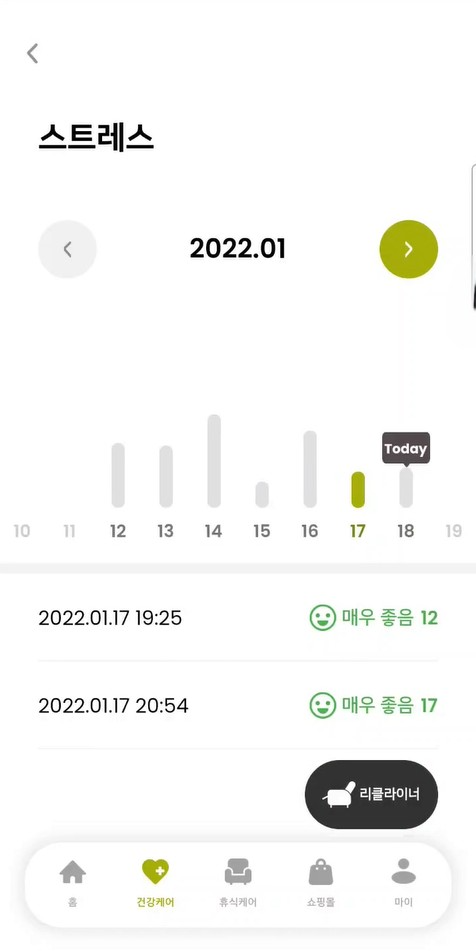 스트레스
2022.01
Today
10 11 12 13 14 15 16 17 18 19
2022.01.17 19:25 매우 좋음 12
2022.01.17 20:54 매우 좋음 17
리클라이너
홈 건강케어 휴식케어 쇼핑몰 마이